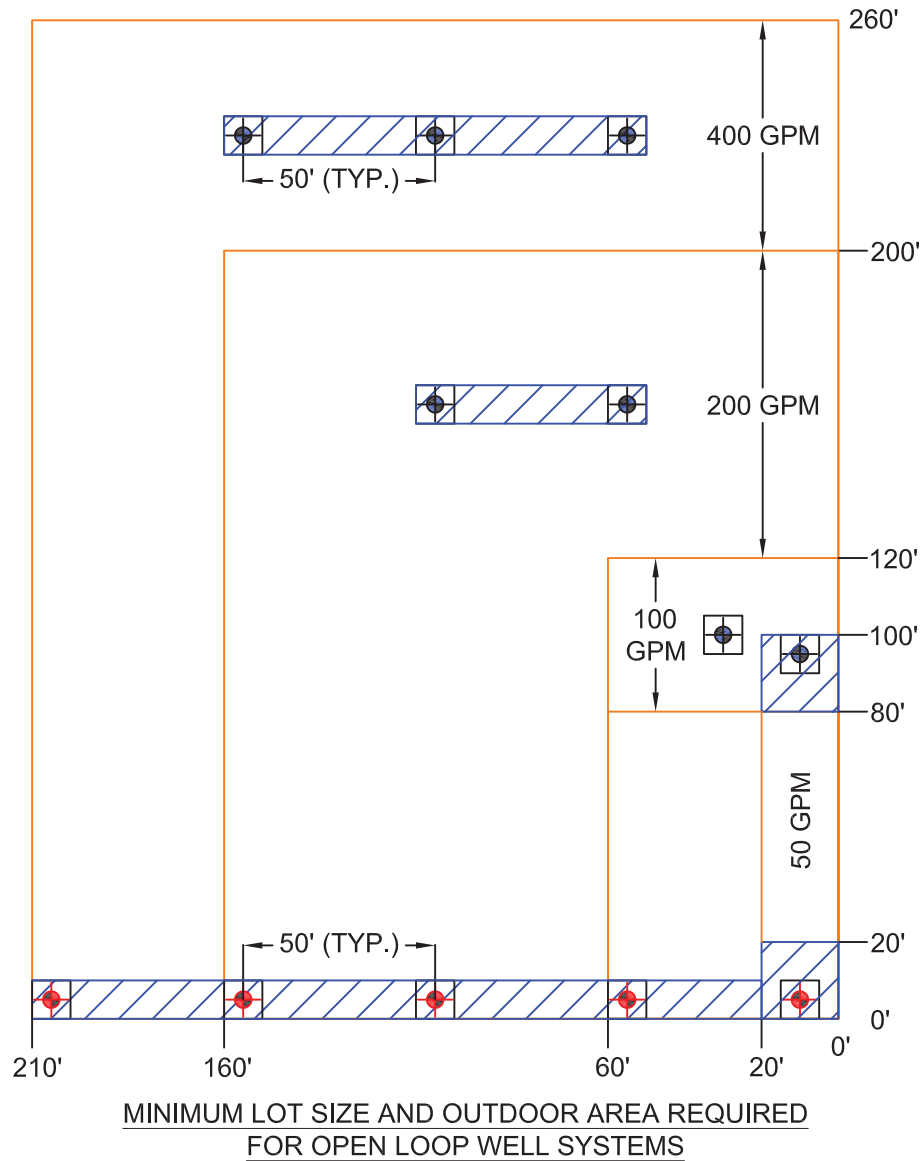 260'
400 GPM
50' (TYP.)
200'
200 GPM
120'
100
GPM
100'
80'
50 GPM
50' (TYP.)
20'
0'
210'
160'
60'
20'
0'
MINIMUM LOT SIZE AND OUTDOOR AREA REQUIRED
FOR OPEN LOOP WELL SYSTEMS